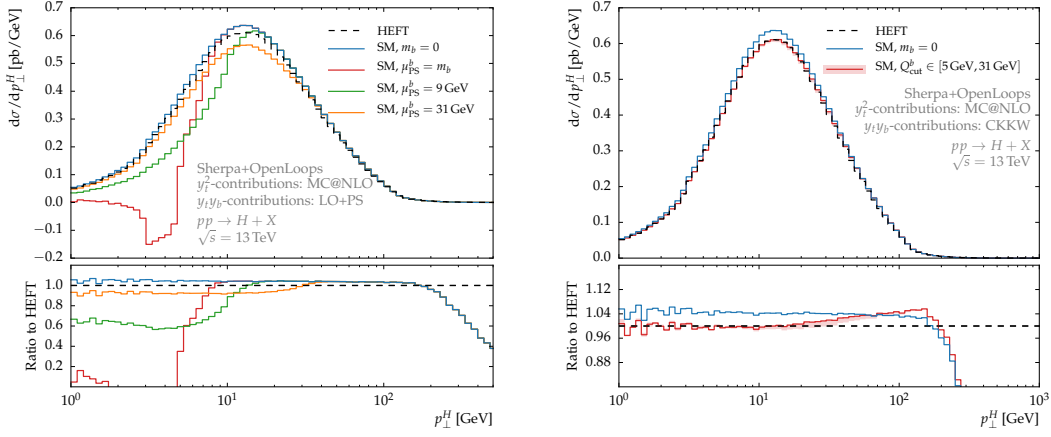 0.7
0.6
0.5
0.4
0.3
0.2
0.1
0.0
−0.1
−0.2
dσ/dp⊥^H [pb/GeV]
HEFT
SM, m_b = 0
SM, μ_PS^b = m_b
SM, μ_PS^b = 9 GeV
SM, μ_PS^b = 31 GeV
Sherpa+OpenLoops
y_t^2-contributions: MC@NLO
y_t y_b-contributions: LO+PS
pp → H + X
√s = 13 TeV
1.0
0.8
0.6
0.4
0.2
Ratio to HEFT
10^0 10^1 10^2
p⊥^H [GeV]
0.7
0.6
0.5
0.4
0.3
0.2
0.1
0.0
dσ/dp⊥^H [pb/GeV]
HEFT
SM, m_b = 0
SM, Q_cut^b ∈ [5 GeV, 31 GeV]
Sherpa+OpenLoops
y_t^2-contributions: MC@NLO
y_t y_b-contributions: CKKW
pp → H + X
√s = 13 TeV
1.12
1.04
0.96
0.88
Ratio to HEFT
10^0 10^1 10^2 10^3
p⊥^H [GeV]